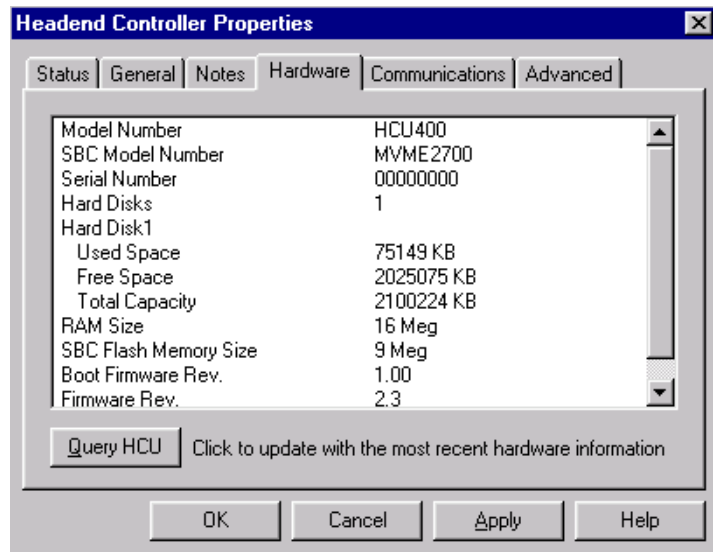 Headend Controller Properties
Status General Notes Hardware Communications Advanced
Model Number HCU400
SBC Model Number MVME2700
Serial Number 00000000
Hard Disks 1
Hard Disk1
Used Space 75149 KB
Free Space 2025075 KB
Total Capacity 2100224 KB
RAM Size 16 Meg
SBC Flash Memory Size 9 Meg
Boot Firmware Rev. 1.00
Firmware Rev. 2.3
Query HCU Click to update with the most recent hardware information
OK Cancel Apply Help